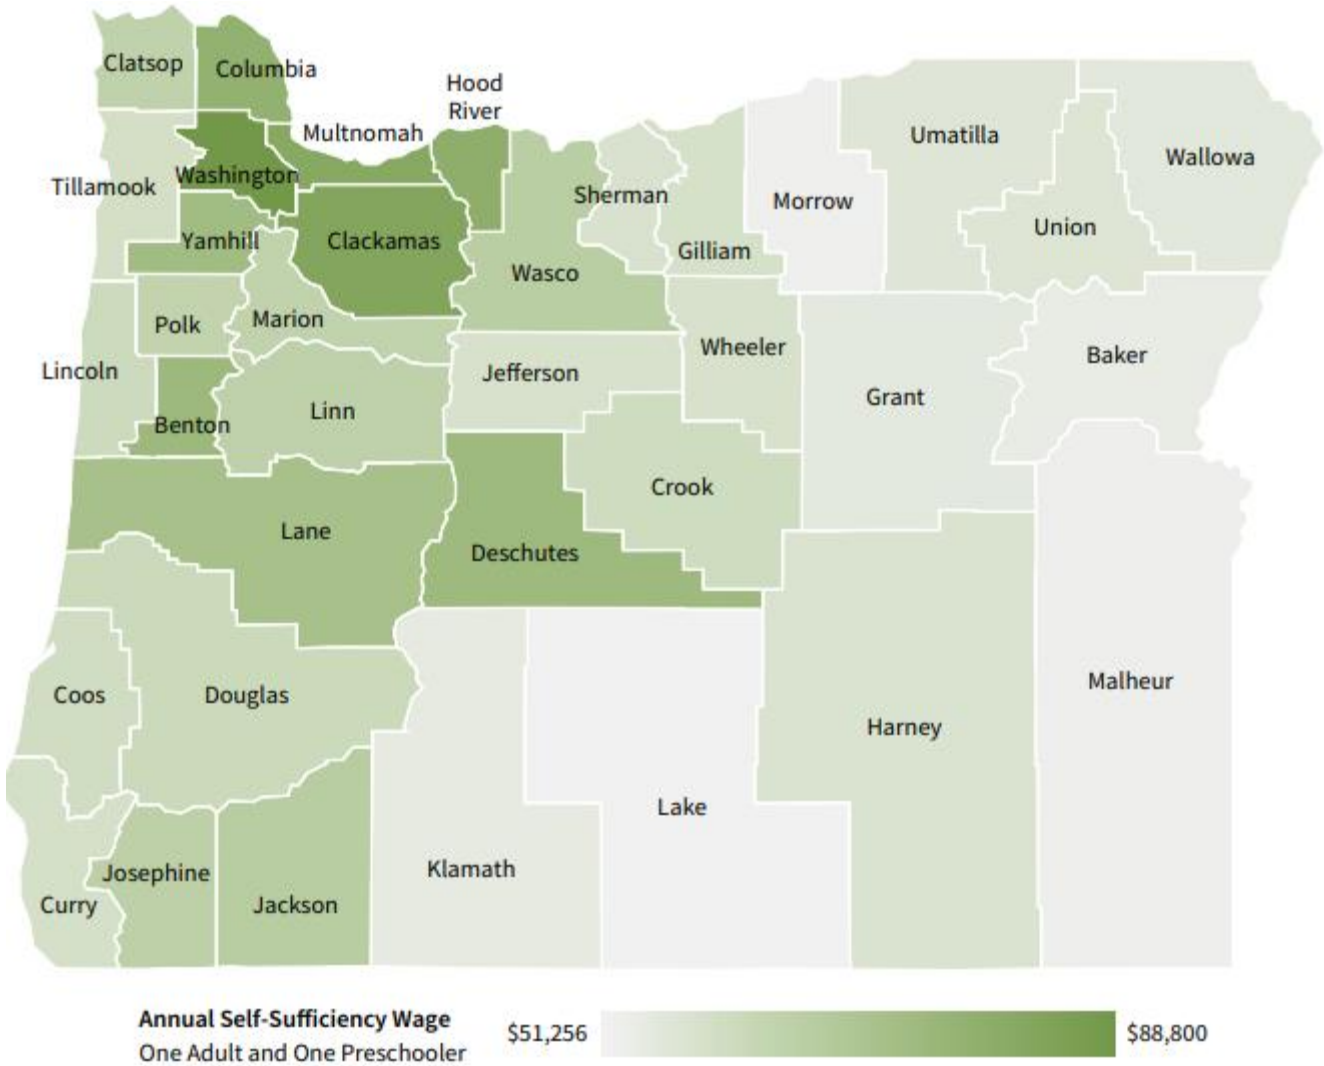 Clatsop
Columbia
Hood
River
Multnomah
Umatilla
Wallowa
Tillamook
Washington
Sherman
Morrow
Union
Yamhill
Clackamas
Gilliam
Wasco
Polk
Marion
Wheeler
Baker
Lincoln
Jefferson
Grant
Benton
Linn
Crook
Lane
Deschutes
Coos
Douglas
Malheur
Harney
Lake
Klamath
Josephine
Curry
Jackson
Annual Self-Sufficiency Wage
One Adult and One Preschooler
$51,256
$88,800